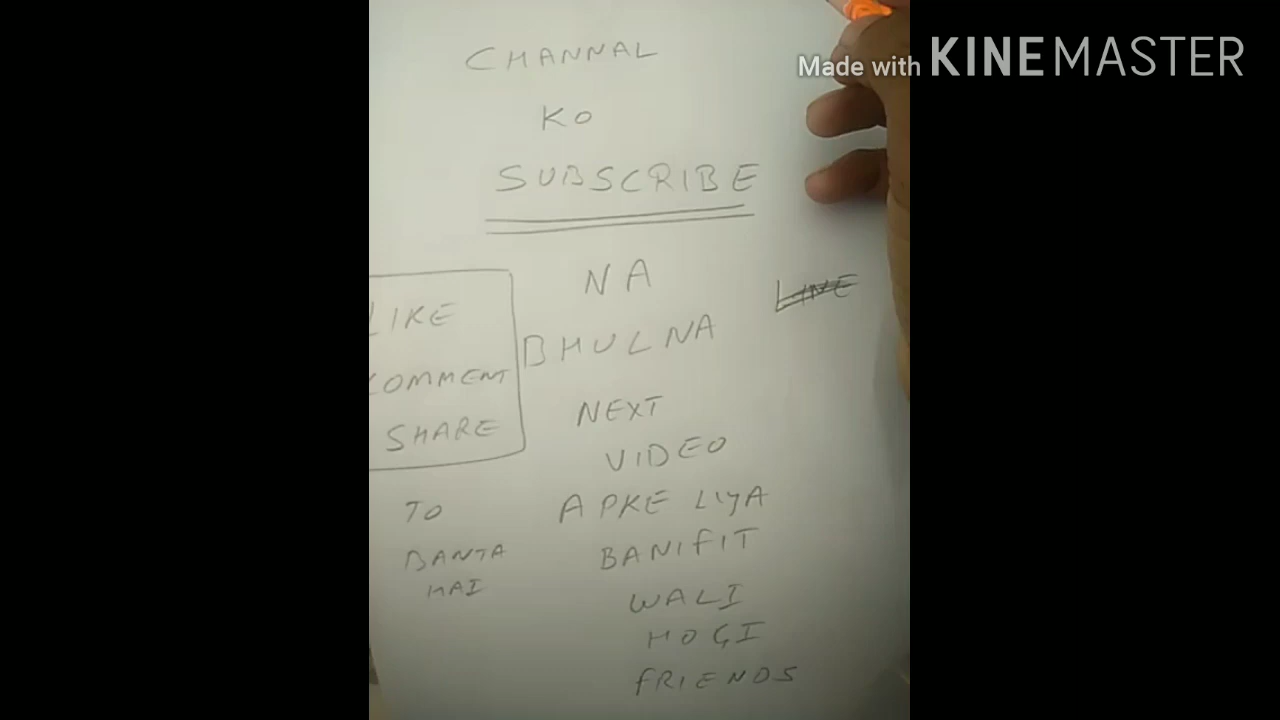 Made with KINEMASTER
CHANNAL
KO
SUBSCRIBE
NA
BHULNA
NEXT
VIDEO
APKE LIYA
BANIFIT
WALI
HOGI
FRIENDS
LIKE
COMMENT
SHARE
TO
BANTA
HAI